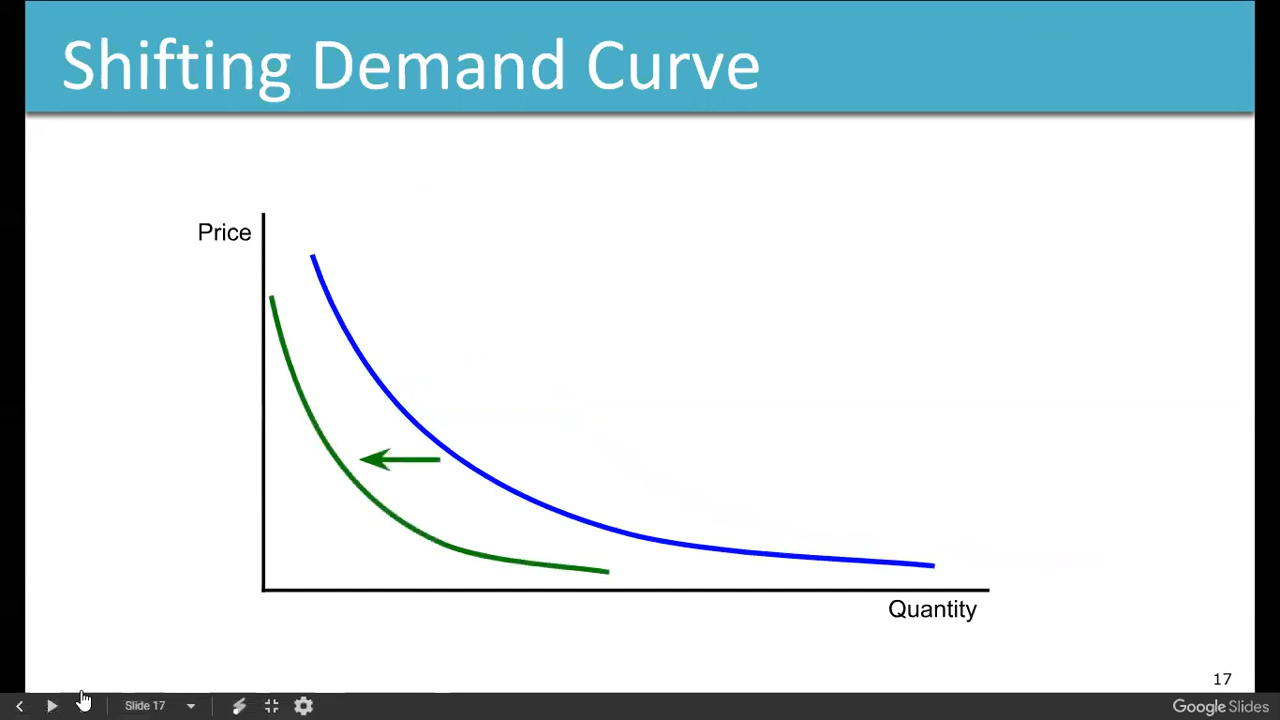 Shifting Demand Curve
Price
Quantity
17
Slide 17
Google Slides